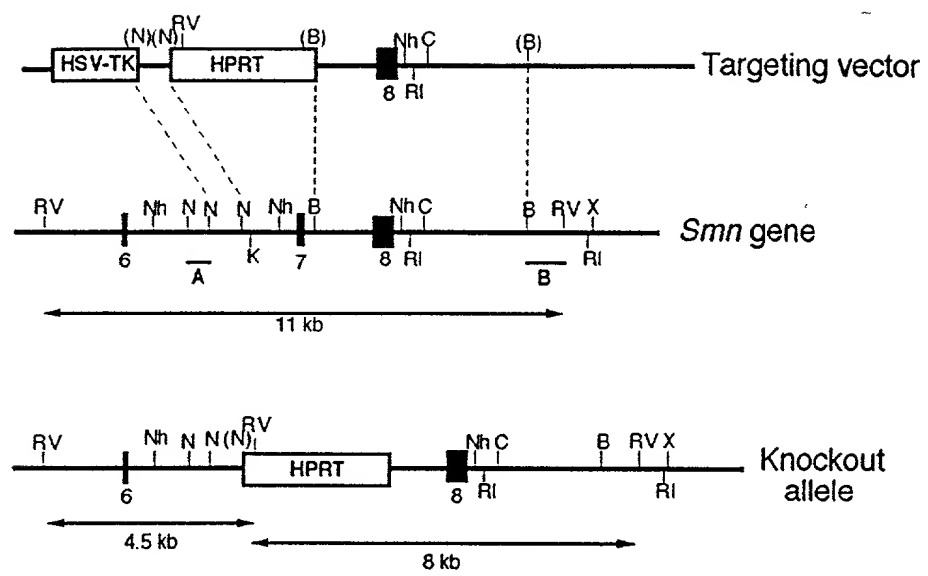 (N)(N) RV (B) Nh C (B)
HSV-TK HPRT Targeting vector
8 RI
RV Nh N N N Nh B Nh C B RV X
Smn gene
6 A K 7 8 RI B RI
11 kb
RV Nh N N (N) RV Nh C B RV X
HPRT Knockout
allele
6 8 RI RI
4.5 kb
8 kb